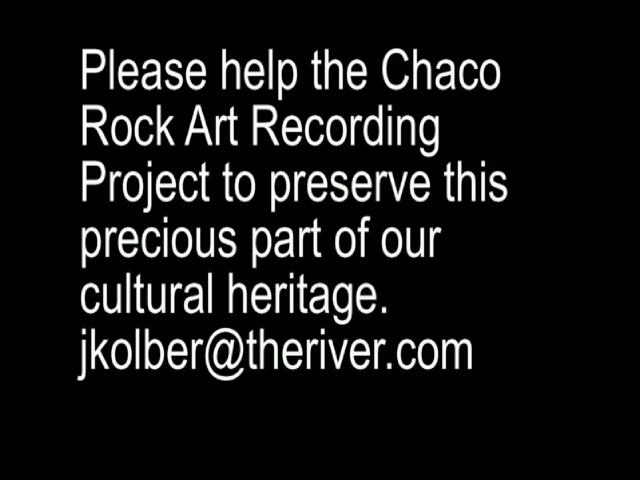 Please help the Chaco
Rock Art Recording
Project to preserve this
precious part of our
cultural heritage.
jkolber@theriver.com